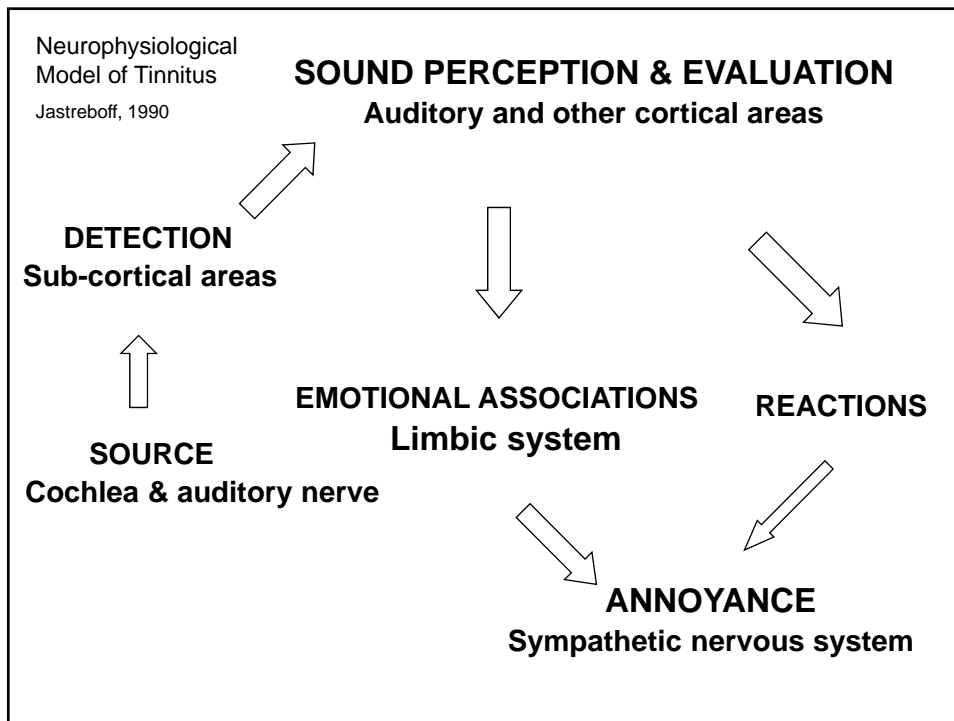 Neurophysiological
Model of Tinnitus
Jastreboff, 1990
SOUND PERCEPTION & EVALUATION
Auditory and other cortical areas
DETECTION
Sub-cortical areas
EMOTIONAL ASSOCIATIONS
Limbic system
REACTIONS
SOURCE
Cochlea & auditory nerve
ANNOYANCE
Sympathetic nervous system